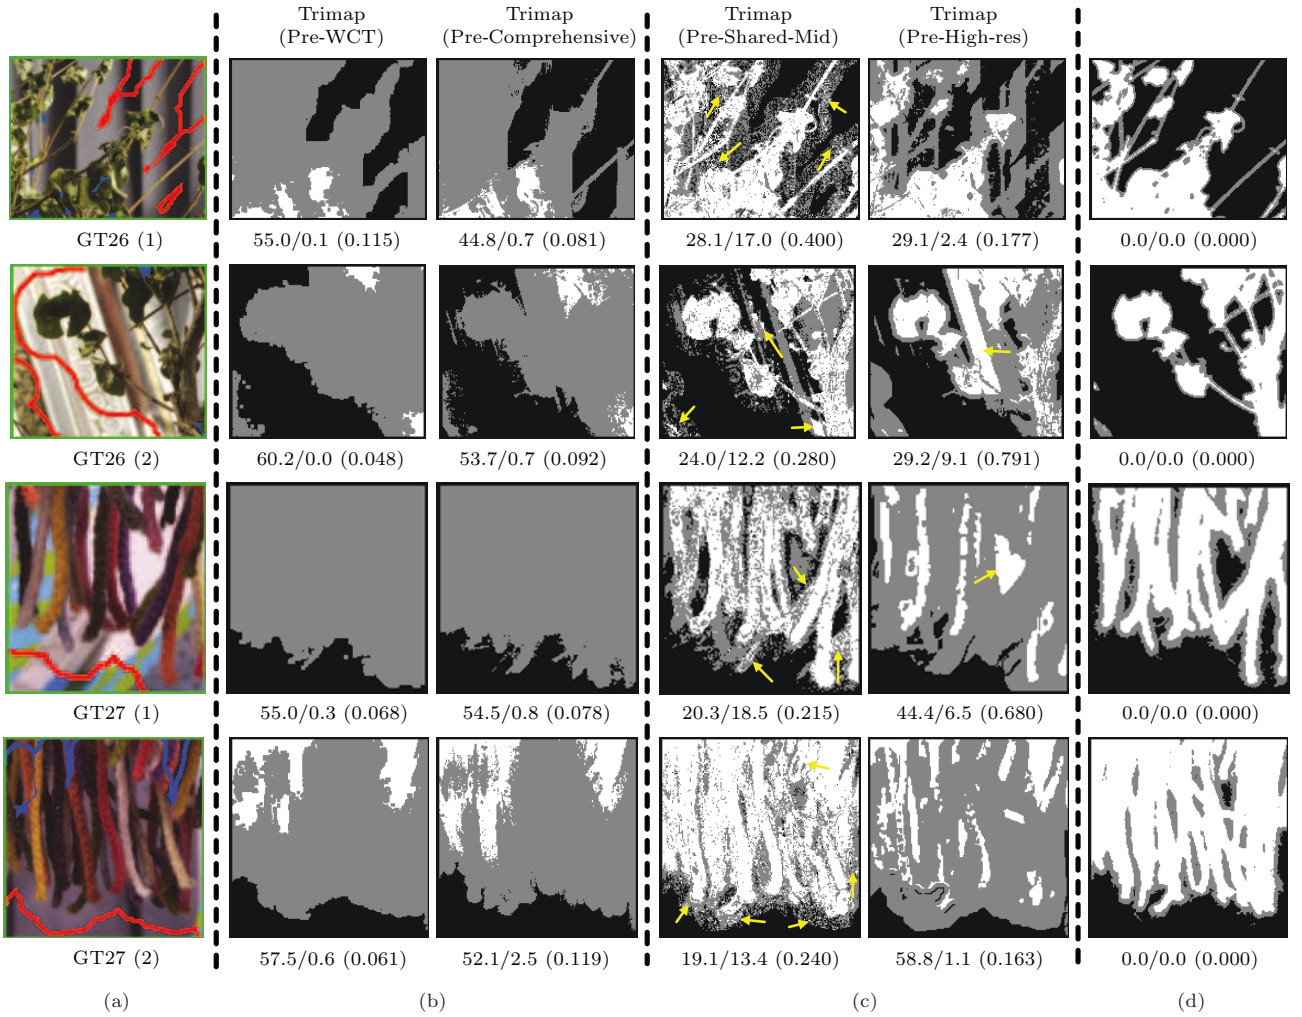 Trimap Trimap Trimap Trimap
(Pre-WCT) (Pre-Comprehensive) (Pre-Shared-Mid) (Pre-High-res)
GT26 (1) 55.0/0.1 (0.115) 44.8/0.7 (0.081) 28.1/17.0 (0.400) 29.1/2.4 (0.177) 0.0/0.0 (0.000)
GT26 (2) 60.2/0.0 (0.048) 53.7/0.7 (0.092) 24.0/12.2 (0.280) 29.2/9.1 (0.791) 0.0/0.0 (0.000)
GT27 (1) 55.0/0.3 (0.068) 54.5/0.8 (0.078) 20.3/18.5 (0.215) 44.4/6.5 (0.680) 0.0/0.0 (0.000)
GT27 (2) 57.5/0.6 (0.061) 52.1/2.5 (0.119) 19.1/13.4 (0.240) 58.8/1.1 (0.163) 0.0/0.0 (0.000)
(a) (b) (c) (d)